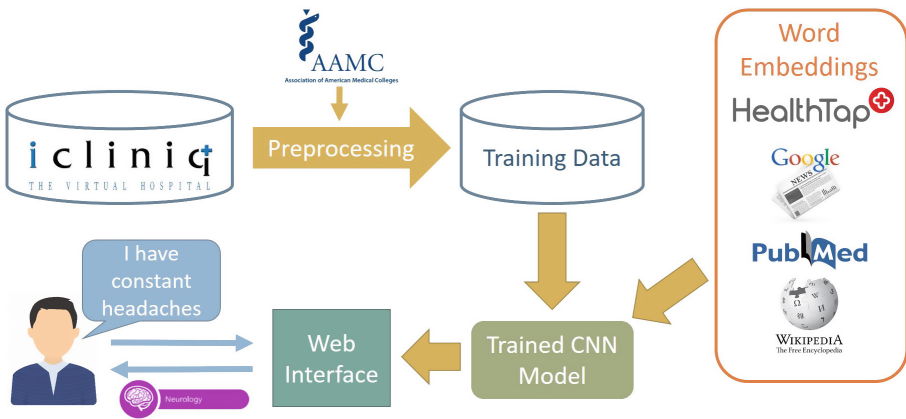 AAMC
Association of American Medical Colleges
Word
Embeddings
HealthTap
icliniq
THE VIRTUAL HOSPITAL
Preprocessing
Training Data
Google
NEWS
PubMed
I have
constant
headaches
Web
Interface
Trained CNN
Model
WIKIPEDIA
The Free Encyclopedia
Neurology